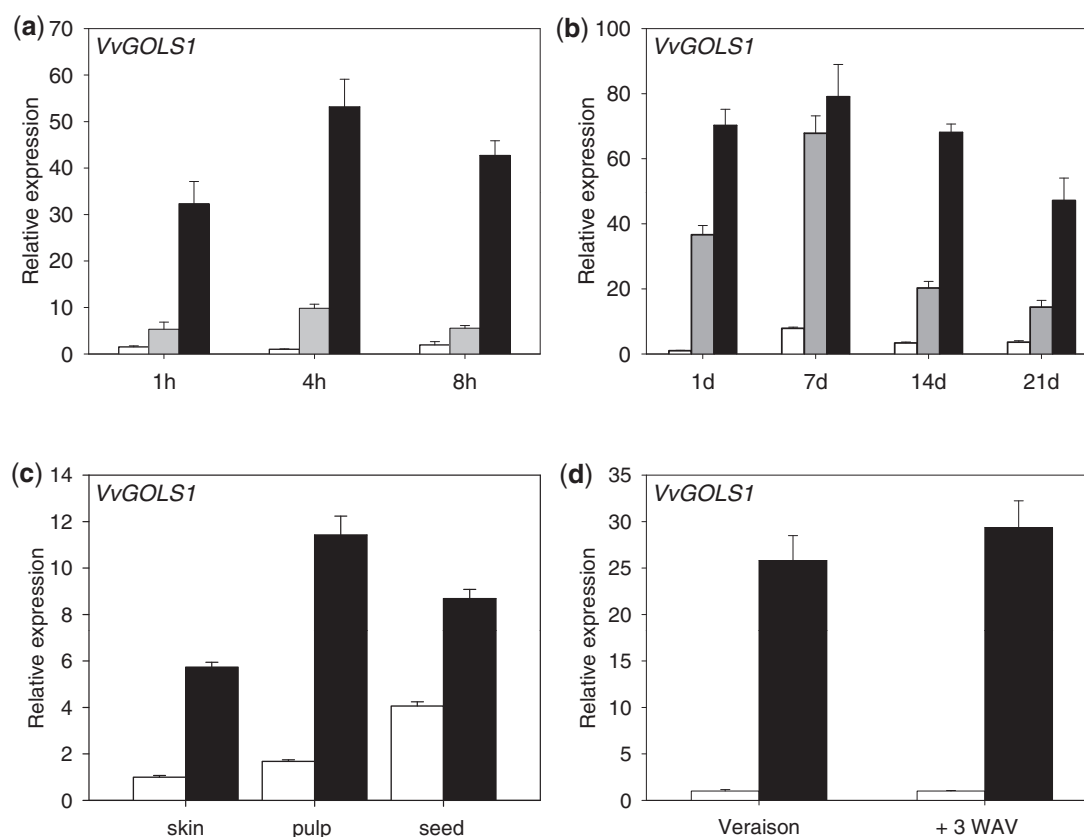 (a)
VvGOLS1
Relative expression
70
60
50
40
30
20
10
0
1h 4h 8h
(b)
VvGOLS1
Relative expression
100
80
60
40
20
0
1d 7d 14d 21d
(c)
VvGOLS1
Relative expression
14
12
10
8
6
4
2
0
skin pulp seed
(d)
VvGOLS1
Relative expression
35
30
25
20
15
10
5
0
Veraison + 3 WAV